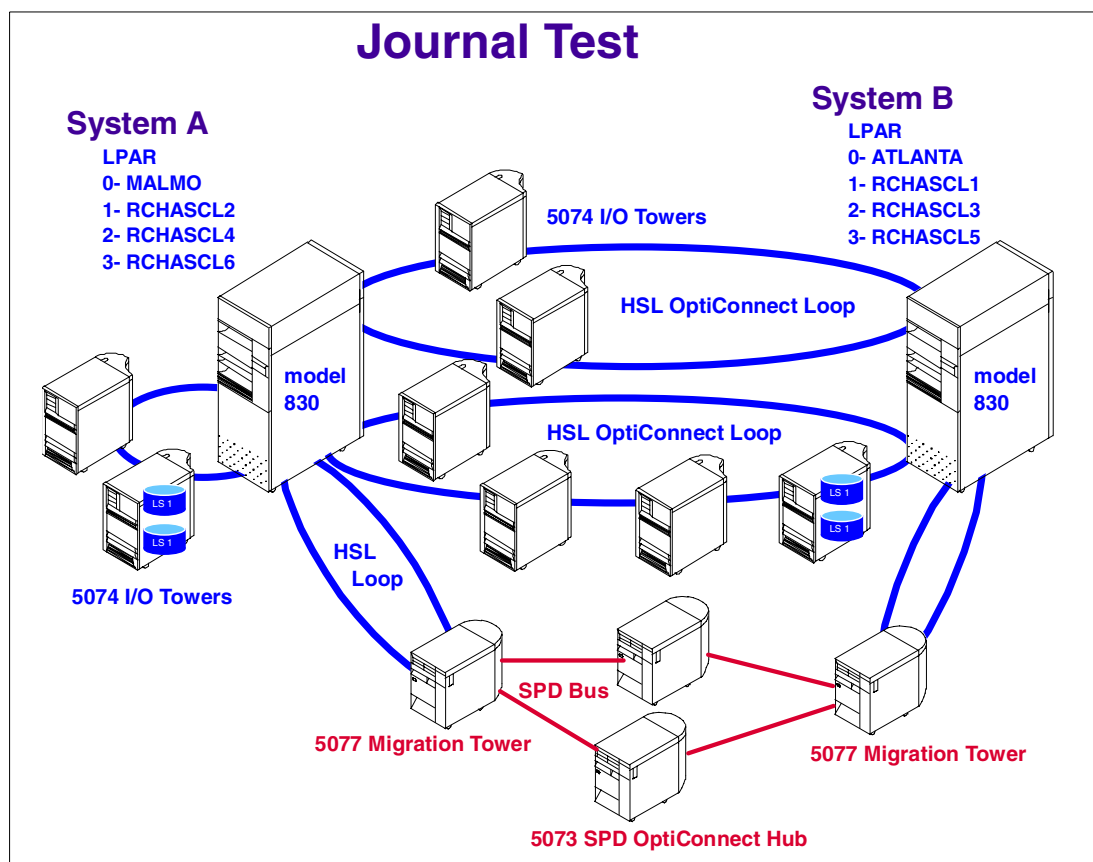 Journal Test
System A
LPAR
0- MALMO
1- RCHASCL2
2- RCHASCL4
3- RCHASCL6
System B
LPAR
0- ATLANTA
1- RCHASCL1
2- RCHASCL3
3- RCHASCL5
5074 I/O Towers
HSL OptiConnect Loop
model
830
model
830
HSL OptiConnect Loop
LS 1
LS 1
LS 1
LS 1
HSL
Loop
5074 I/O Towers
SPD Bus
5077 Migration Tower
5077 Migration Tower
5073 SPD OptiConnect Hub